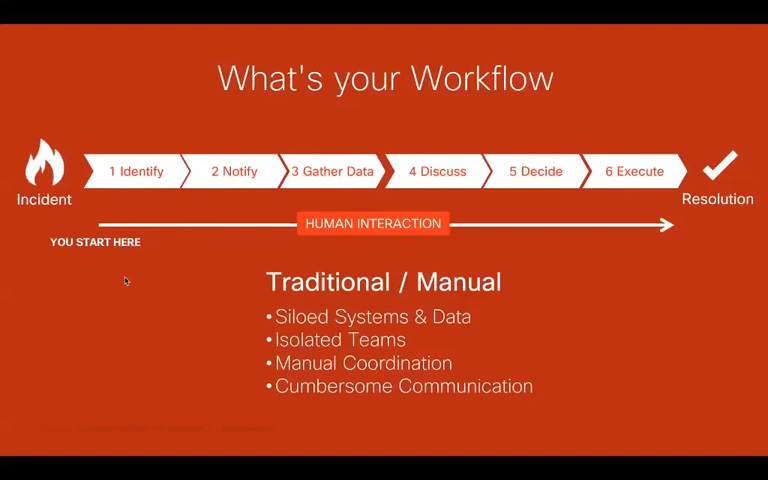 What's your Workflow
1 Identify
2 Notify
3 Gather Data
4 Discuss
5 Decide
6 Execute
Incident
Resolution
HUMAN INTERACTION
YOU START HERE
Traditional / Manual
•Siloed Systems & Data
•Isolated Teams
•Manual Coordination
•Cumbersome Communication